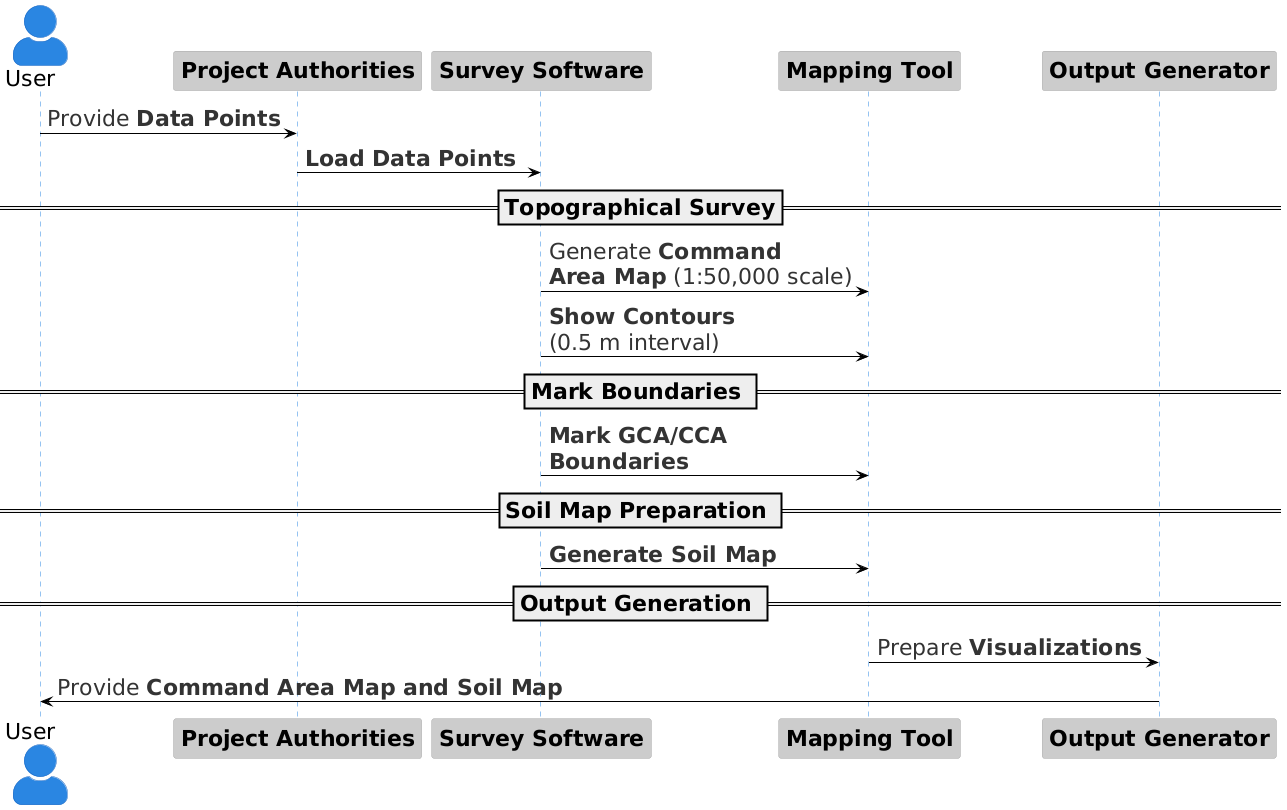 User
Project Authorities
Survey Software
Mapping Tool
Output Generator
Provide Data Points
Load Data Points
Topographical Survey
Generate Command
Area Map (1:50,000 scale)
Show Contours
(0.5 m interval)
Mark Boundaries
Mark GCA/CCA
Boundaries
Soil Map Preparation
Generate Soil Map
Output Generation
Prepare Visualizations
Provide Command Area Map and Soil Map
User
Project Authorities
Survey Software
Mapping Tool
Output Generator